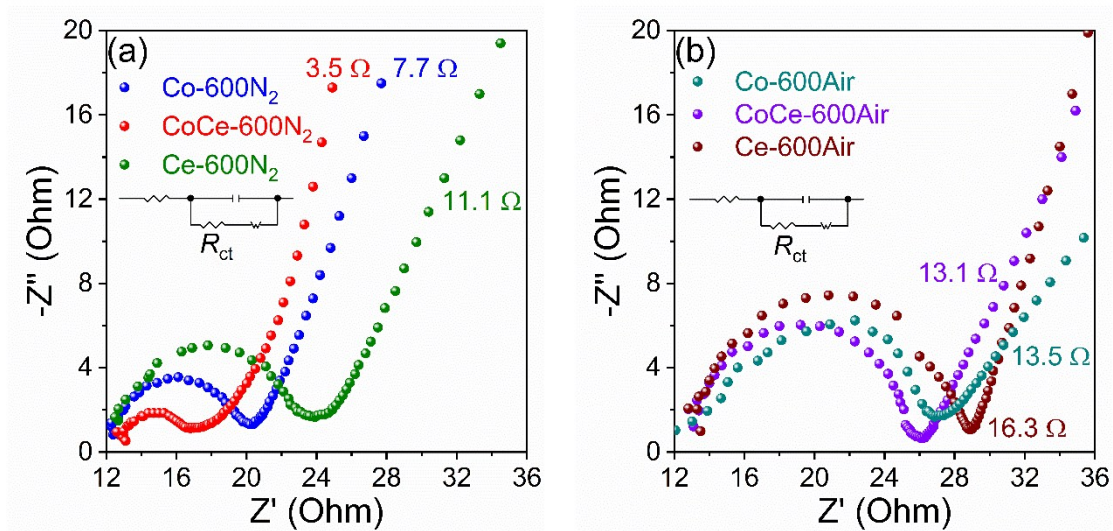 (a)
3.5 Ω
7.7 Ω
Co-600N₂
CoCe-600N₂
Ce-600N₂
11.1 Ω
Rct
-Z" (Ohm)
20
16
12
8
4
0
12 16 20 24 28 32 36
Z' (Ohm)
(b)
Co-600Air
CoCe-600Air
Ce-600Air
13.1 Ω
13.5 Ω
16.3 Ω
Rct
-Z" (Ohm)
20
16
12
8
4
0
12 16 20 24 28 32 36
Z' (Ohm)